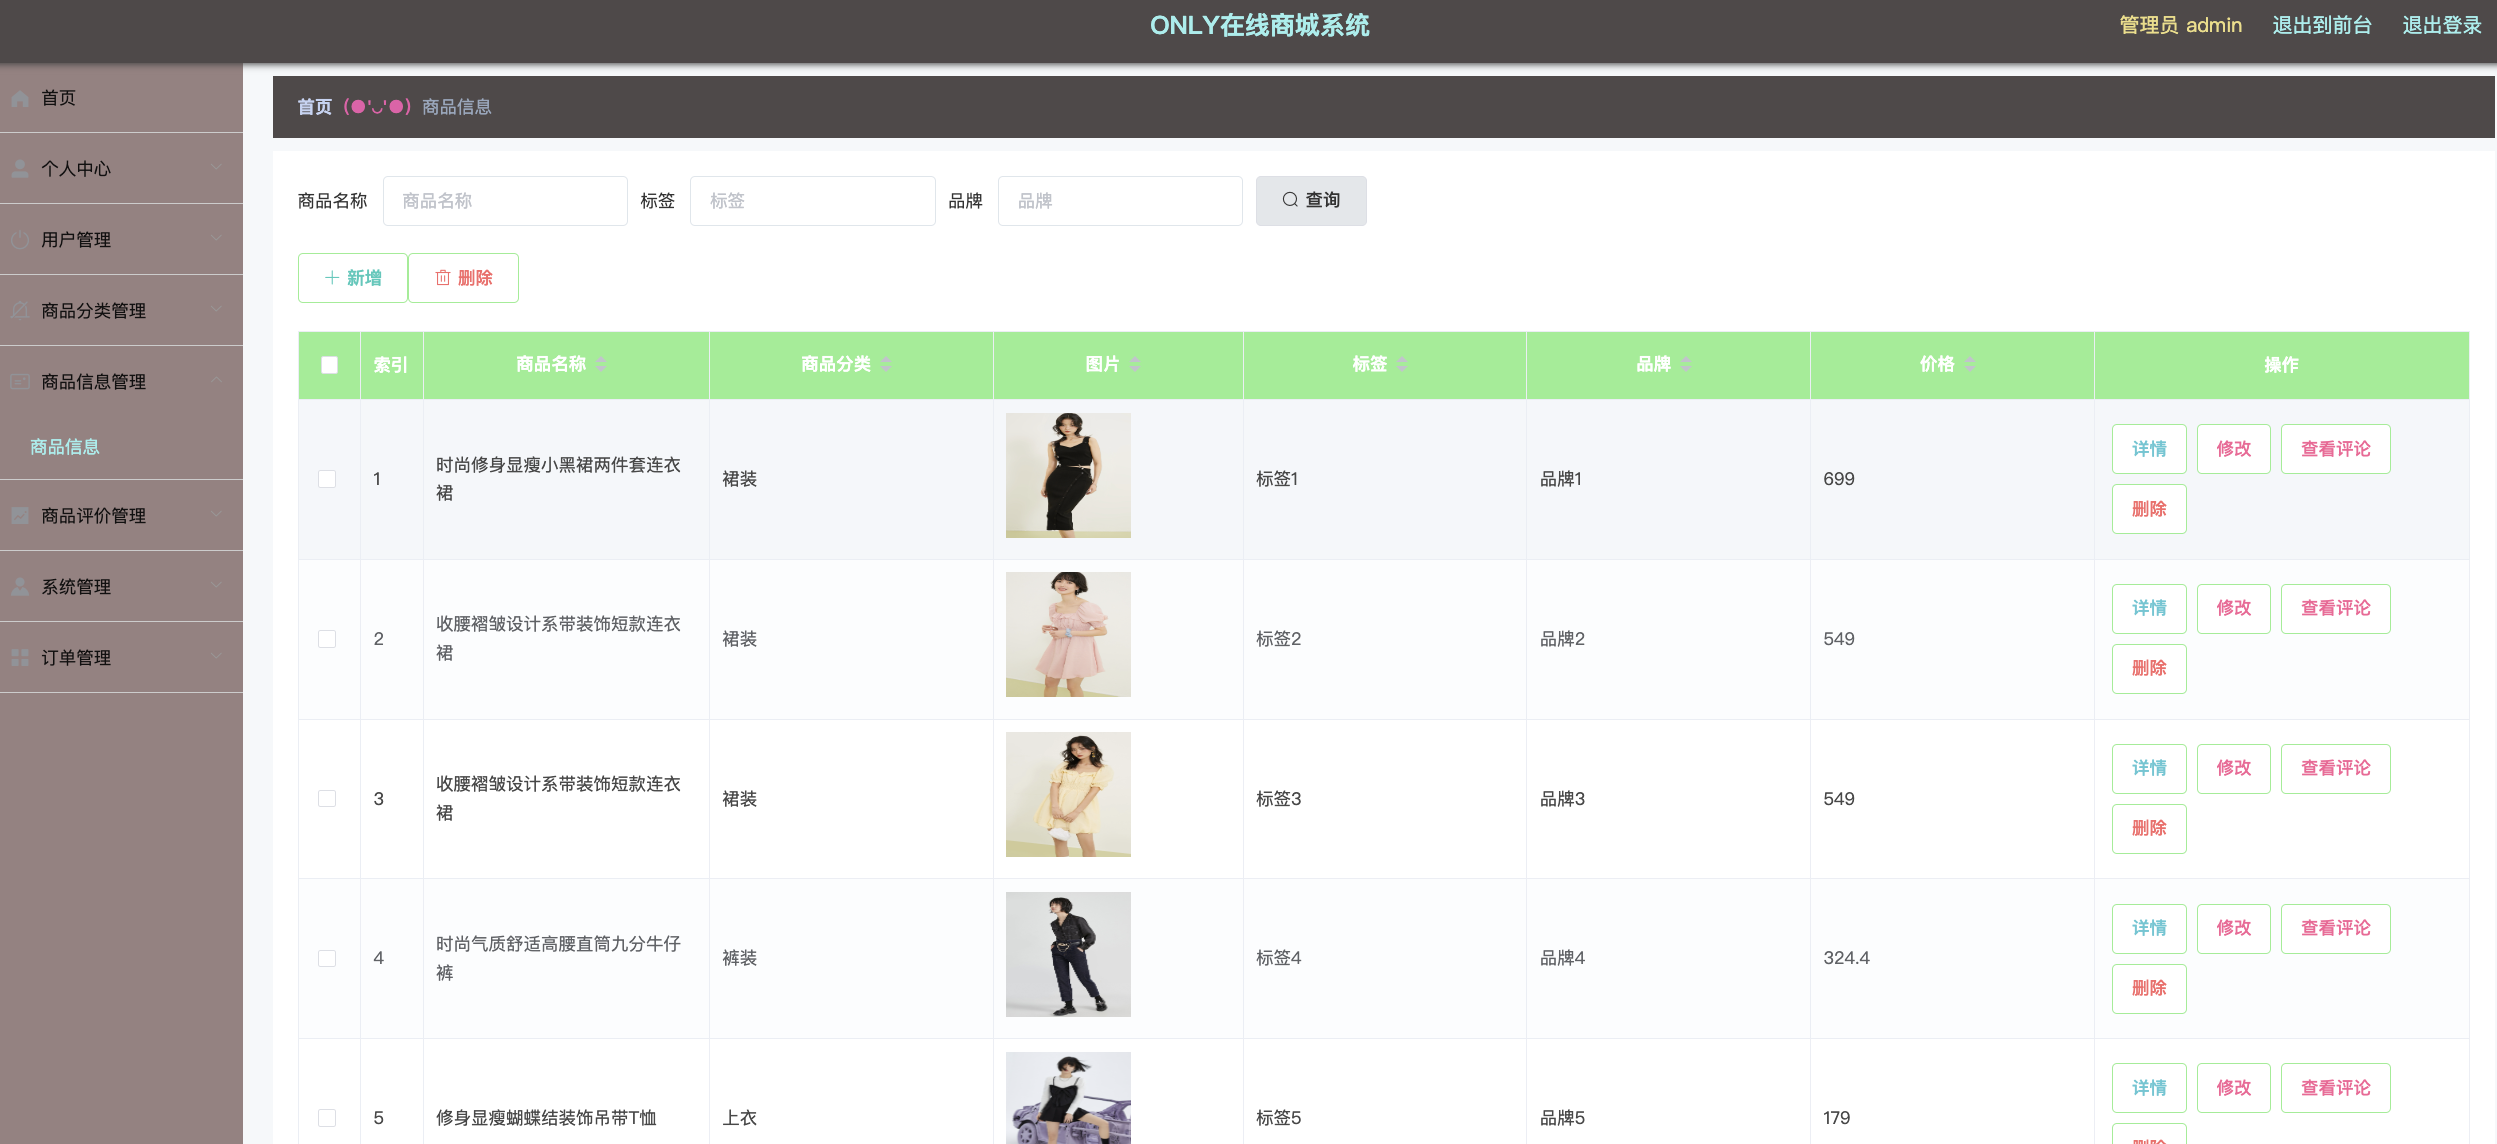 ONLY在线商城系统
管理员 admin 退出到前台 退出登录
首页
个人中心
用户管理
商品分类管理
商品信息管理
商品信息
商品评价管理
系统管理
订单管理
首页 (●'◡'●) 商品信息
商品名称 商品名称 标签 标签 品牌 品牌 查询
新增 删除
索引 商品名称 商品分类 图片 标签 品牌 价格 操作
1 时尚修身显瘦小黑裙两件套连衣 裙装 标签1 品牌1 699 详情 修改 查看评论
裙
删除
2 收腰褶皱设计系带装饰短款连衣 裙装 标签2 品牌2 549 详情 修改 查看评论
裙
删除
3 收腰褶皱设计系带装饰短款连衣 裙装 标签3 品牌3 549 详情 修改 查看评论
裙
删除
4 时尚气质舒适高腰直筒九分牛仔 裤装 标签4 品牌4 324.4 详情 修改 查看评论
裤
删除
5 修身显瘦蝴蝶结装饰吊带T恤 上衣 标签5 品牌5 179 详情 修改 查看评论